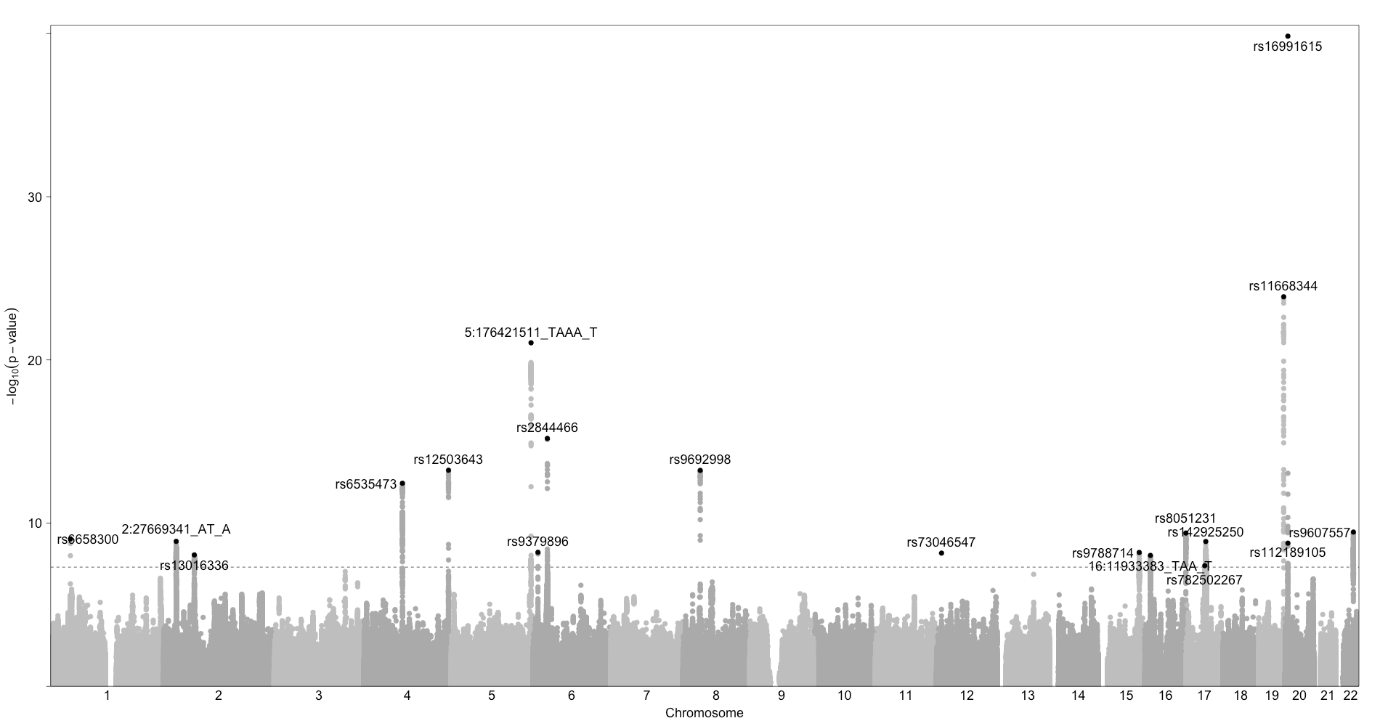 rs16991615
30
rs11668344
5:176421511_TAAA_T
20
−log10(p − value)
rs2844466
rs12503643
rs9692998
rs6535473
10
rs8051231
2:27669341_AT_A
rs142925250
rs9607557
rs6658300
rs9379896
rs73046547
rs9788714
rs112189105
rs13016336
16:11933383_TAA_T
rs782502267
1 2 3 4 5 6 7 8 9 10 11 12 13 14 15 16 17 18 19 20 21 22
Chromosome